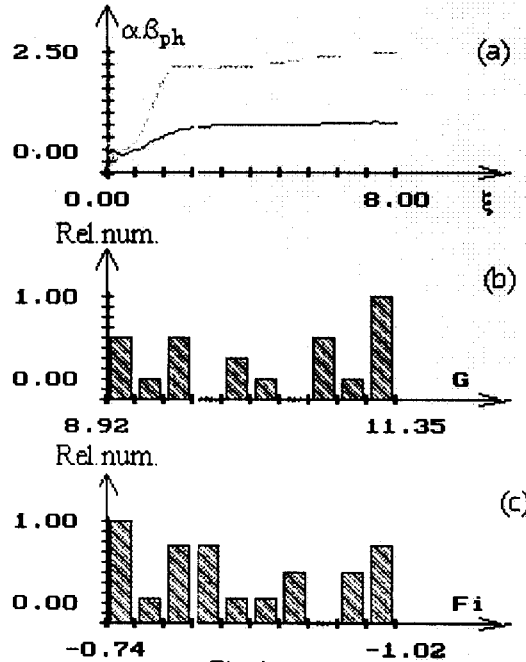 α.β ph
(a)
2.50
0.00
0.00 8.00 ξ
Rel.num.
(b)
1.00
0.00
G
8.92 11.35
Rel.num.
(c)
1.00
0.00
Fi
-0.74 -1.02